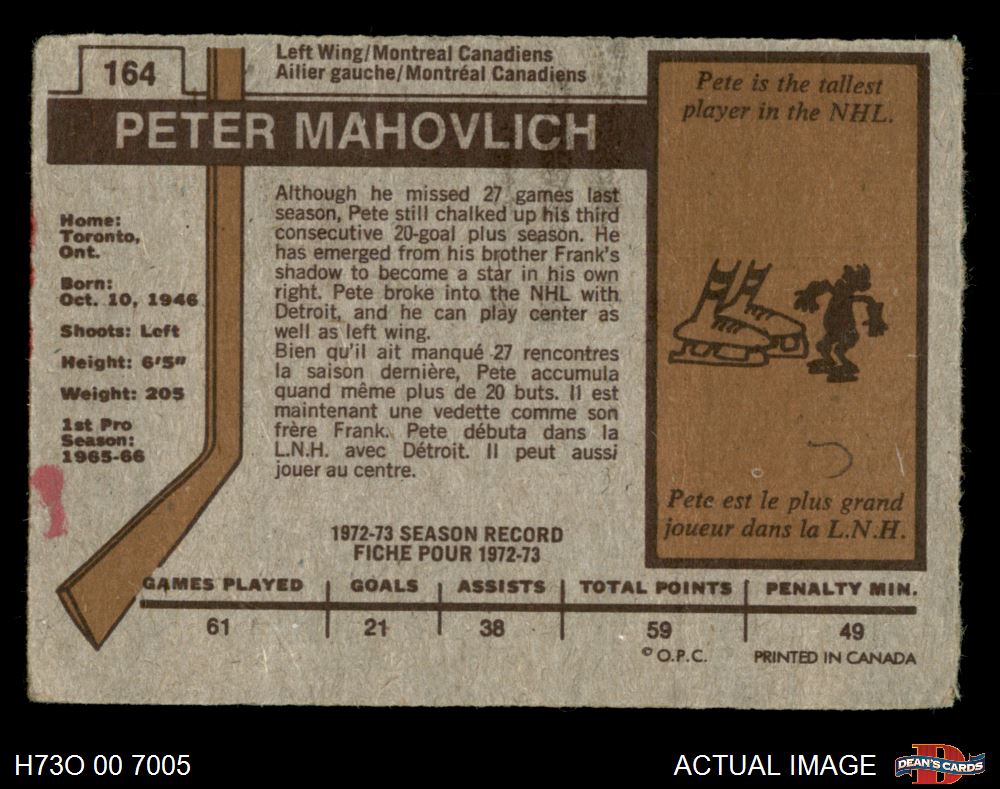 164
Left Wing/Montreal Canadiens
Ailier gauche/Montréal Canadiens
PETER MAHOVLICH
Home:
Toronto,
Ont.
Born:
Oct. 10, 1946
Shoots: Left
Height: 6'5"
Weight: 205
1st Pro
Season:
1965-66
Although he missed 27 games last
season, Pete still chalked up his third
consecutive 20-goal plus season. He
has emerged from his brother Frank's
shadow to become a star in his own
right. Pete broke into the NHL with
Detroit, and he can play center as
well as left wing.
Bien qu'il ait manqué 27 rencontres
la saison dernière, Pete accumula
quand même plus de 20 buts. Il est
maintenant une vedette comme son
frère Frank. Pete débuta dans la
L.N.H. avec Détroit. Il peut aussi
jouer au centre.
Pete is the tallest
player in the NHL.
Pete est le plus grand
joueur dans la L.N.H.
1972-73 SEASON RECORD
FICHE POUR 1972-73
GAMES PLAYED GOALS ASSISTS TOTAL POINTS PENALTY MIN.
61 21 38 59 49
© O.P.C. PRINTED IN CANADA
H73O 00 7005
ACTUAL IMAGE
D
DEAN'S CARDS